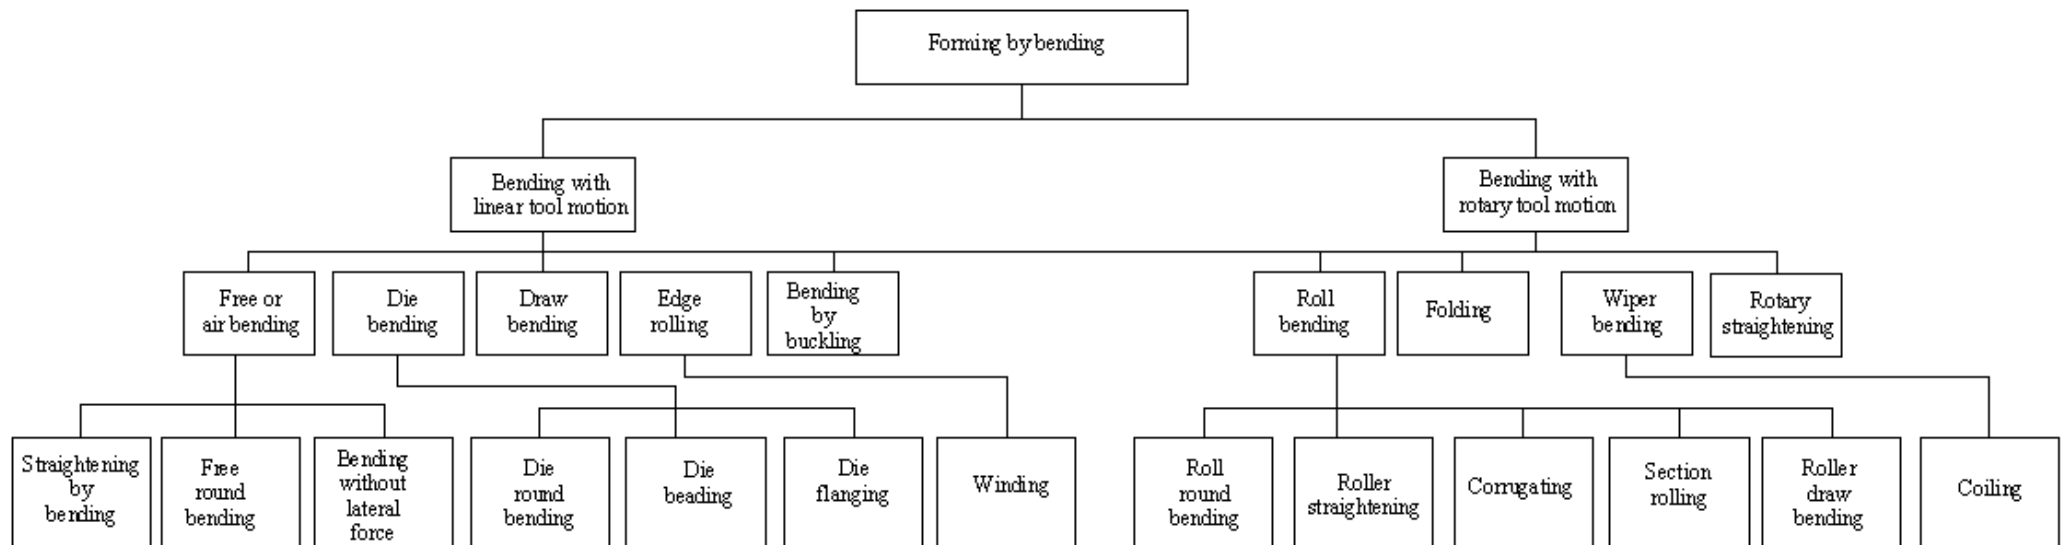 Forming by bending
Bending with
linear tool motion
Bending with
rotary tool motion
Free or
air bending
Die
bending
Draw
bending
Edge
rolling
Bending
by
buckling
Roll
bending
Folding
Wiper
bending
Rotary
straightening
Straightening
by
bending
Free
round
bending
Bending
without
lateral
force
Die
round
bending
Die
beading
Die
flanging
Winding
Roll
round
bending
Roller
straightening
Corrugating
Section
rolling
Roller
draw
bending
Coiling